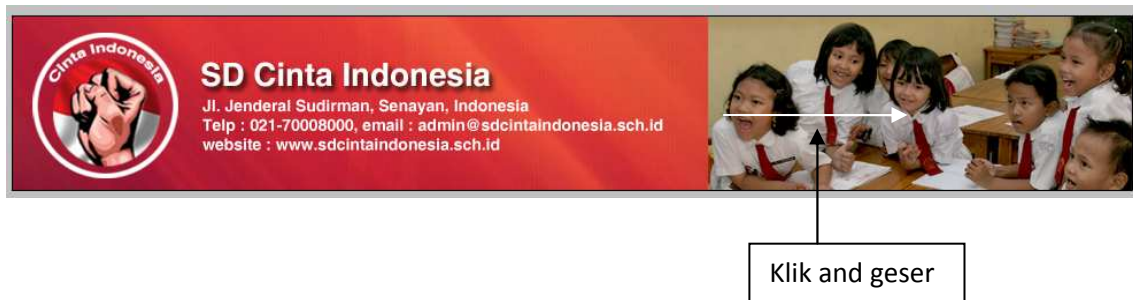 Cinta Indonesia
SD Cinta Indonesia
Jl. Jenderal Sudirman, Senayan, Indonesia
Telp : 021-70008000, email : admin@sdcintaindonesia.sch.id
website : www.sdcintaindonesia.sch.id
Klik and geser